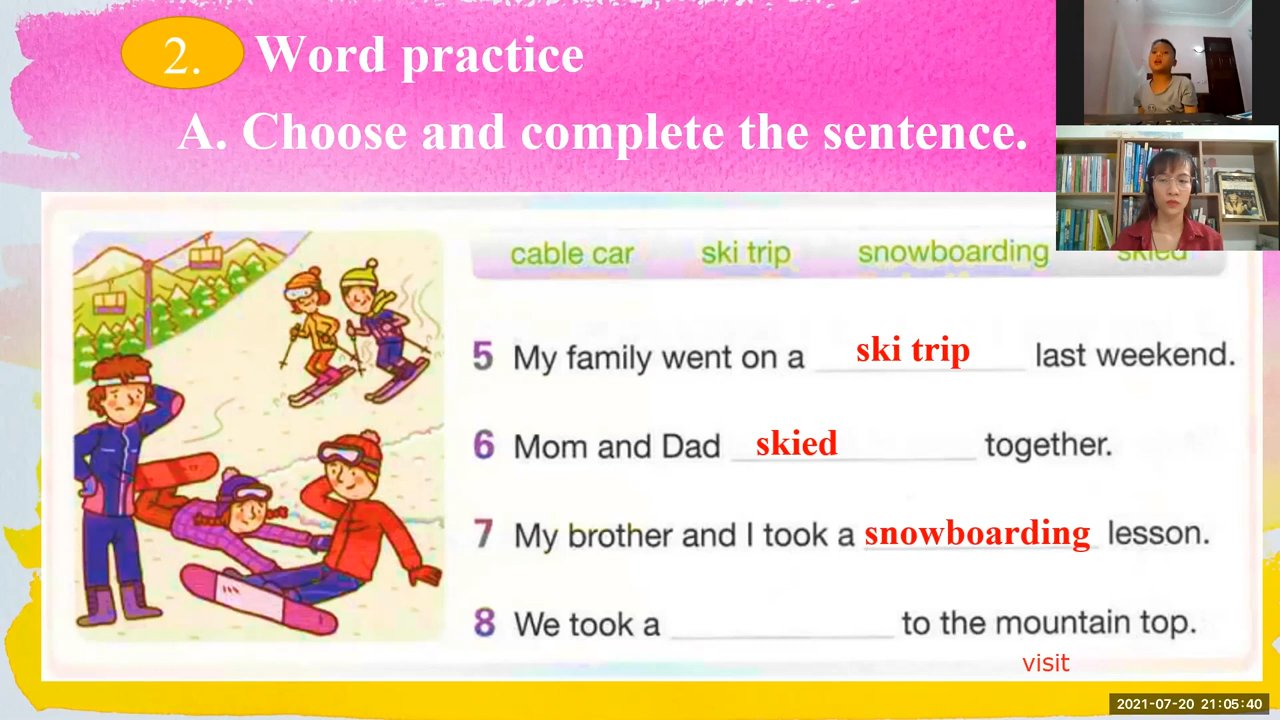 2. Word practice
A. Choose and complete the sentence.
cable car ski trip snowboarding skied
5 My family went on a ski trip last weekend.
6 Mom and Dad skied together.
7 My brother and I took a snowboarding lesson.
8 We took a ____________ to the mountain top.
visit
2021-07-20 21:05:40